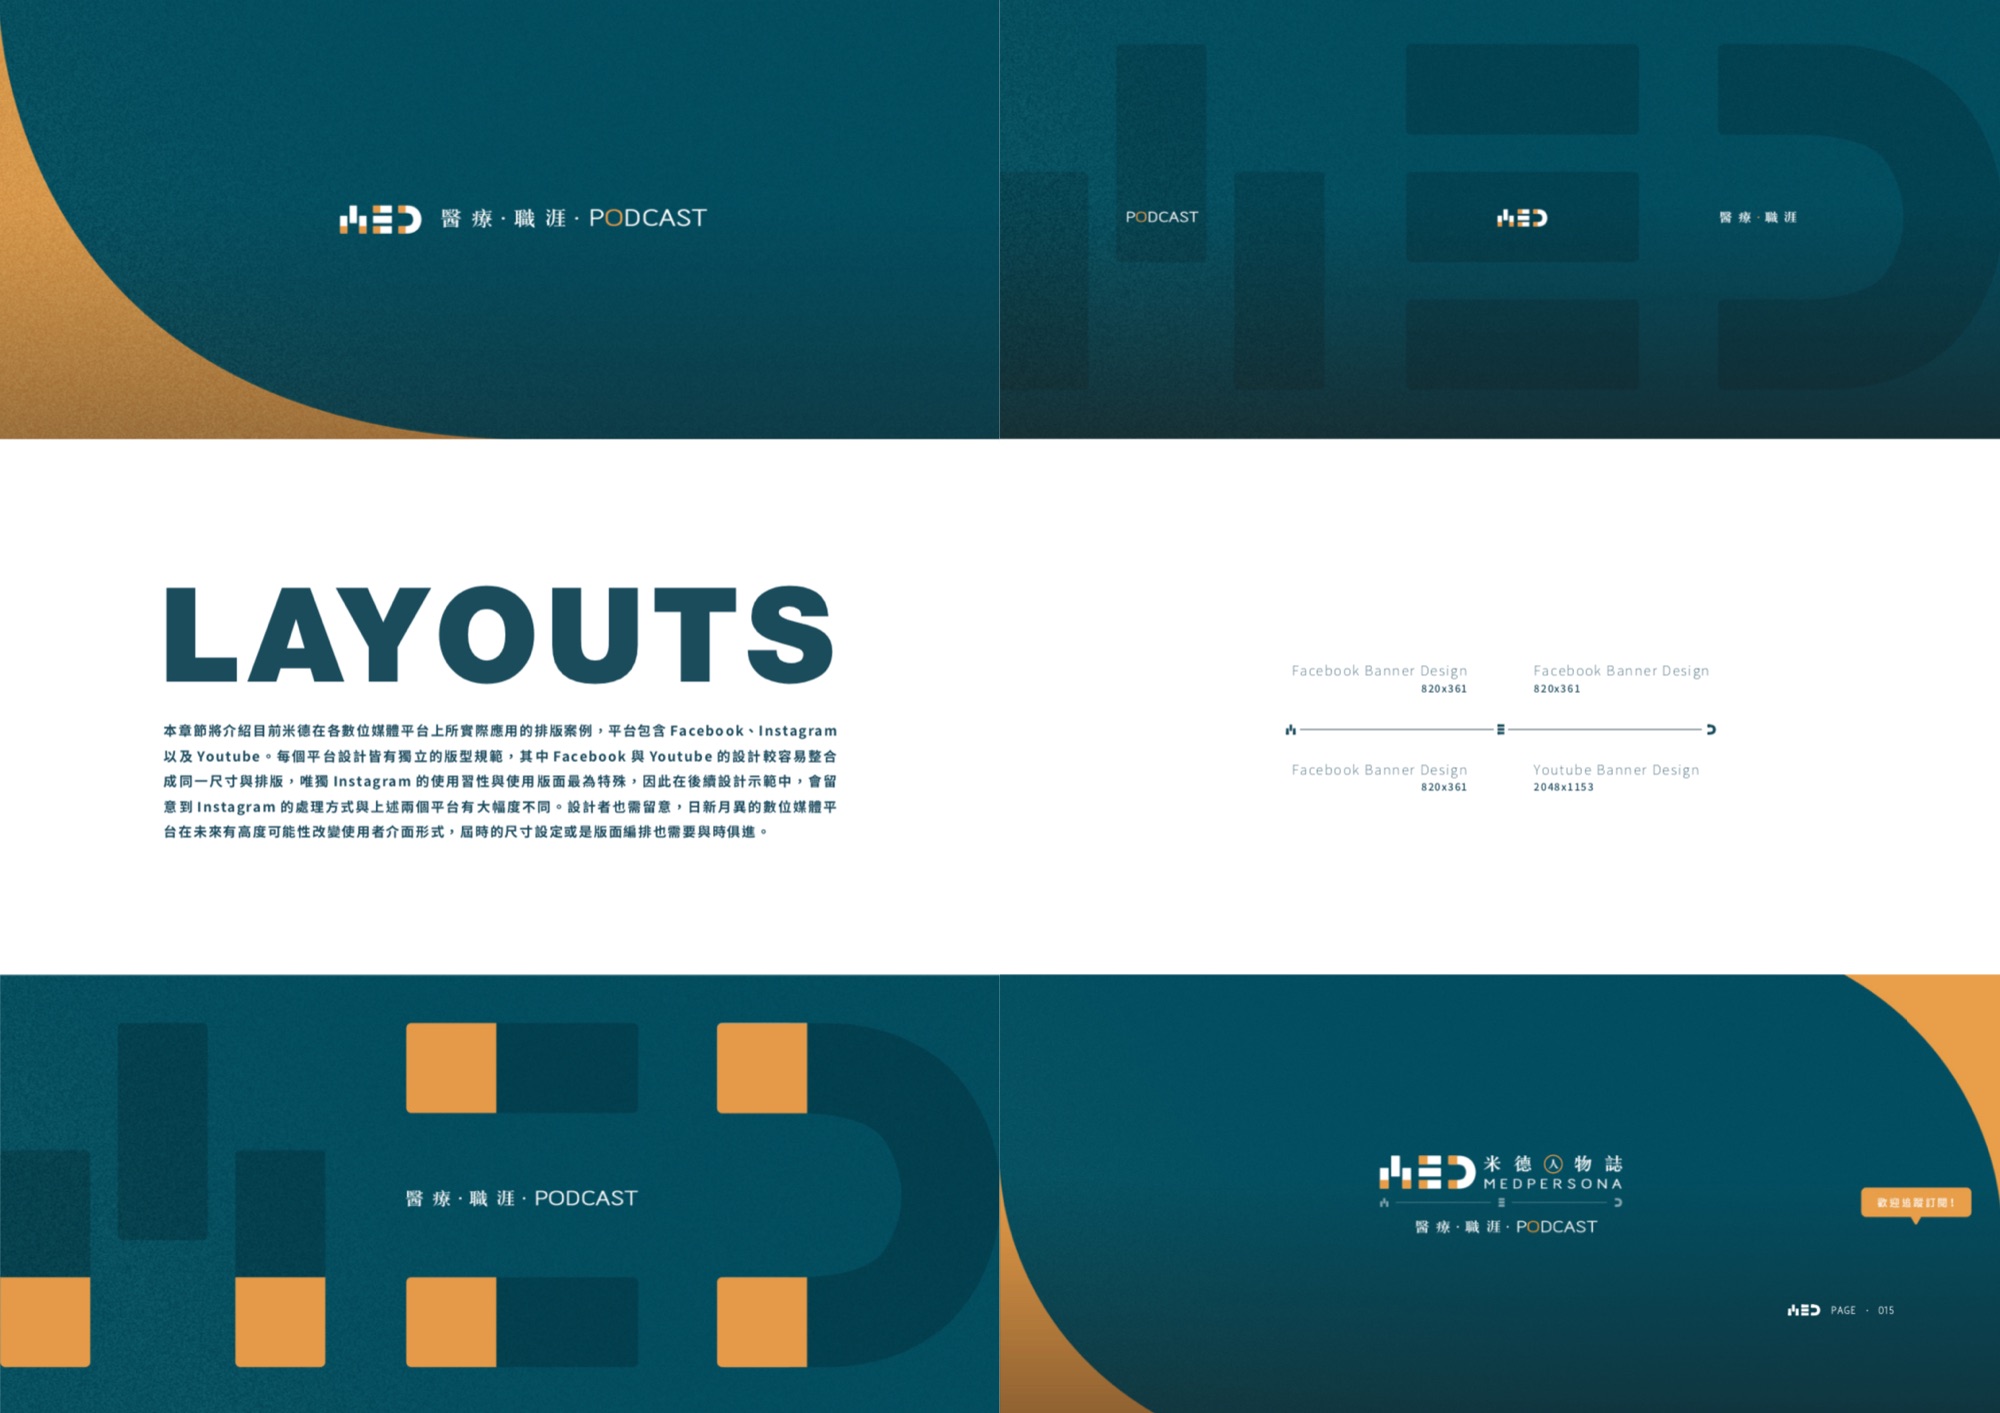 MED 醫療·職涯·PODCAST
PODCAST
MED
醫療·職涯
LAYOUTS
本章節將介紹目前米德在各數位媒體平台上所實際應用的排版案例，平台包含 Facebook、Instagram
以及 Youtube。每個平台設計皆有獨立的版型規範，其中 Facebook 與 Youtube 的設計較容易整合
成同一尺寸與排版，唯獨 Instagram 的使用習性與使用版面最為特殊，因此在後續設計示範中，會留
意到 Instagram 的處理方式與上述兩個平台有大幅度不同。設計者也需留意，日新月異的數位媒體平
台在未來有高度可能性改變使用者介面形式，屆時的尺寸設定或是版面編排也需要與時俱進。
Facebook Banner Design
820x361
Facebook Banner Design
820x361
Facebook Banner Design
820x361
Youtube Banner Design
2048x1153
醫療·職涯·PODCAST
MED 米德人物誌
MEDPERSONA
醫療·職涯·PODCAST
歡迎追蹤訂閱！
MED PAGE · 015